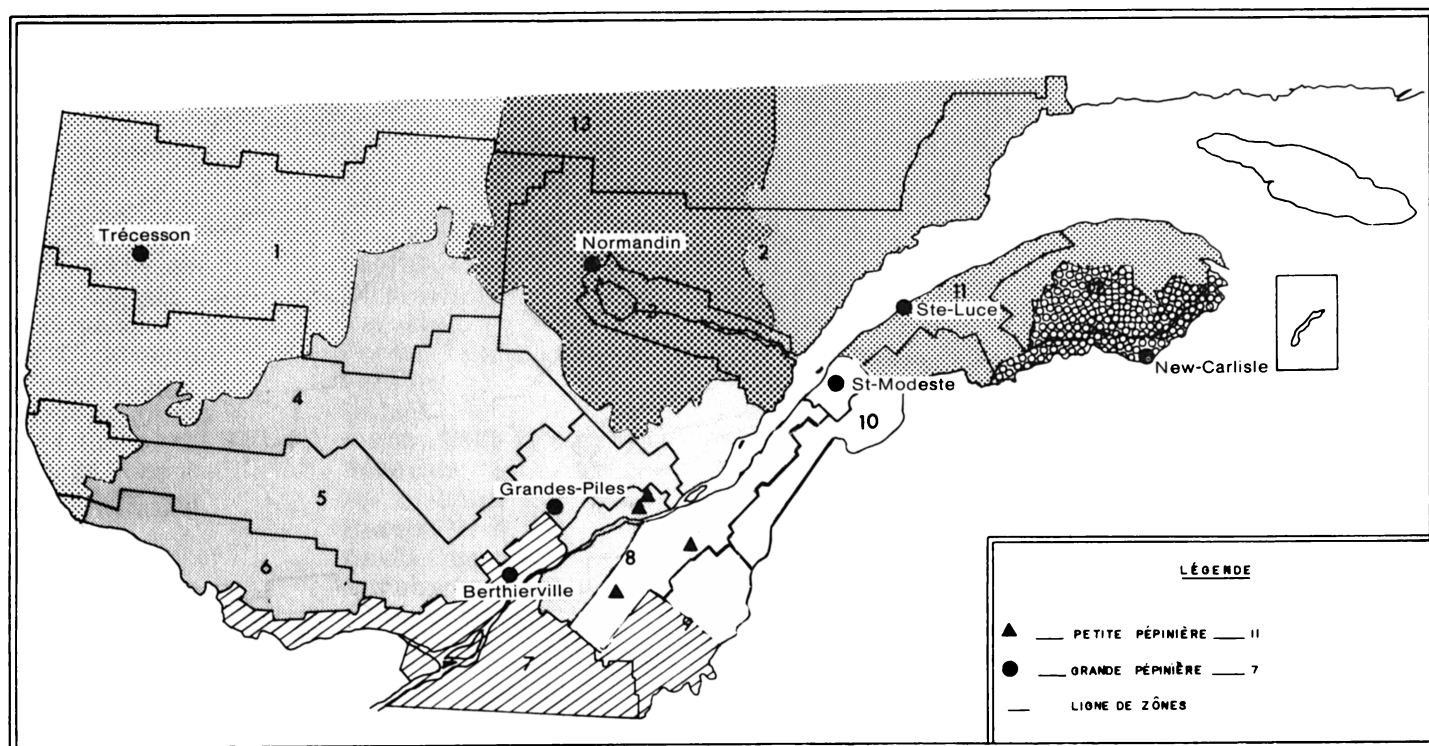 13
Trécesson
1
Normandin
2
3
11
Ste-Luce
12
New-Carlisle
St-Modeste
10
4
5
Grandes-Piles
6
8
Berthierville
9
7
LÉGENDE
PETITE PÉPINIÈRE 11
GRANDE PÉPINIÈRE 7
LIGNE DE ZÔNES